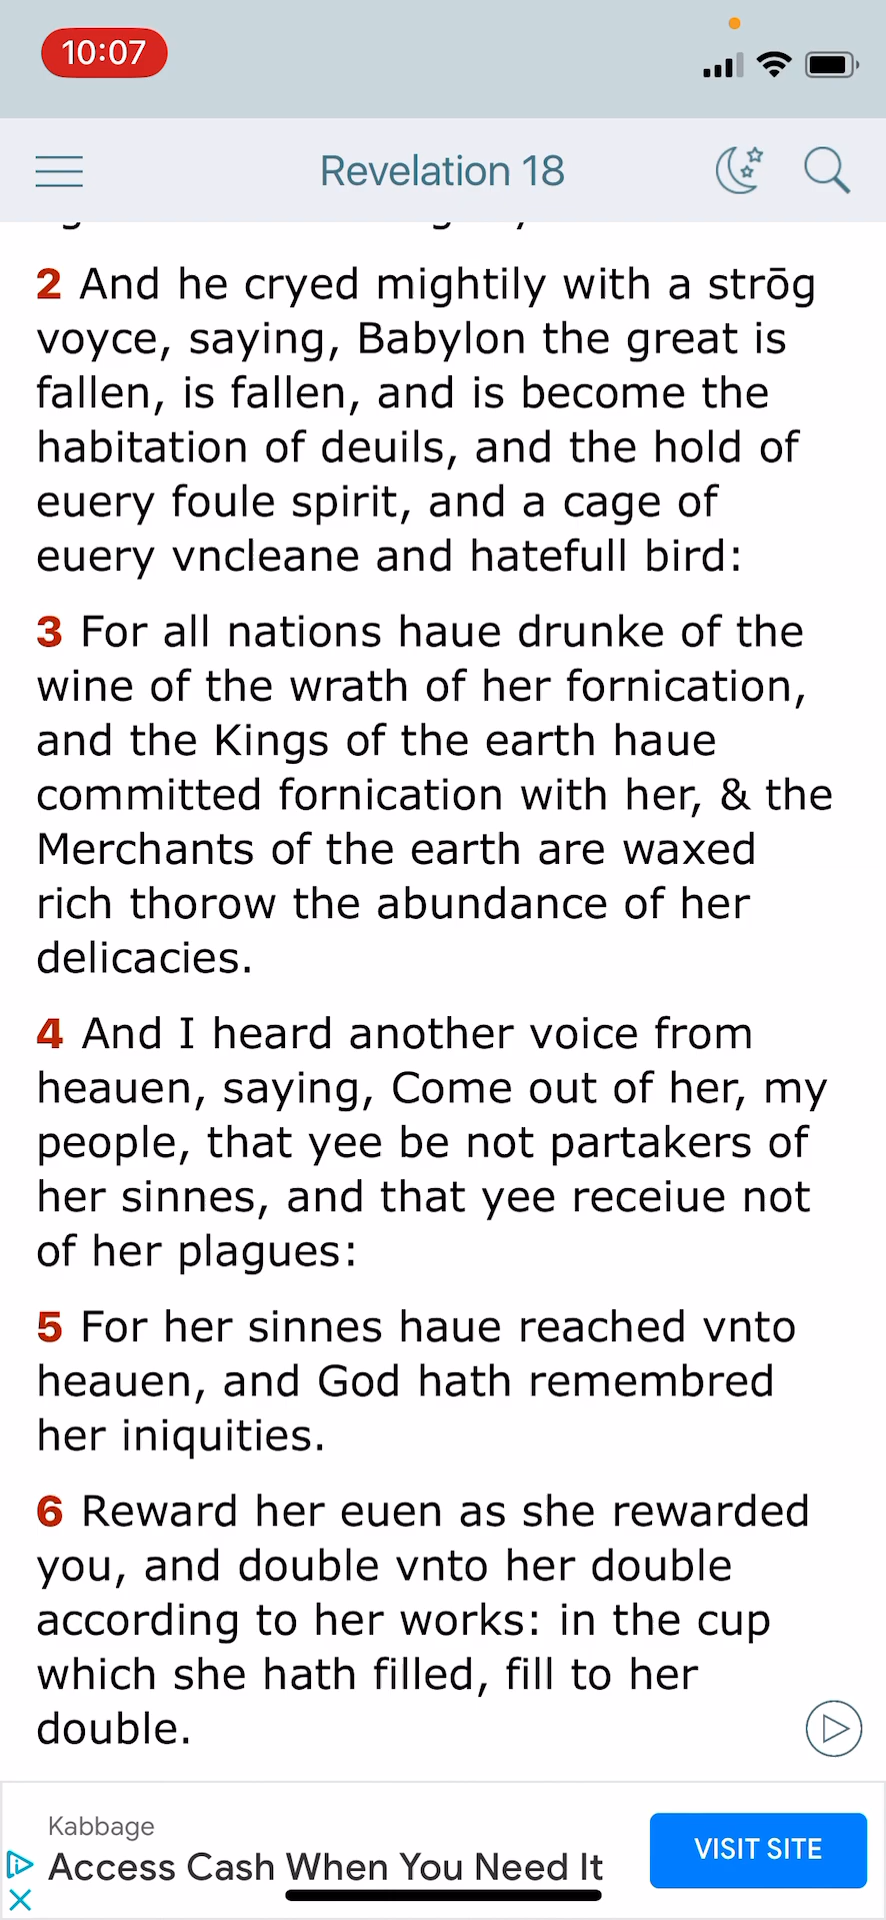 10:07
Revelation 18
2 And he cryed mightily with a strōg
voyce, saying, Babylon the great is
fallen, is fallen, and is become the
habitation of deuils, and the hold of
euery foule spirit, and a cage of
euery vncleane and hatefull bird:
3 For all nations haue drunke of the
wine of the wrath of her fornication,
and the Kings of the earth haue
committed fornication with her, & the
Merchants of the earth are waxed
rich thorow the abundance of her
delicacies.
4 And I heard another voice from
heauen, saying, Come out of her, my
people, that yee be not partakers of
her sinnes, and that yee receiue not
of her plagues:
5 For her sinnes haue reached vnto
heauen, and God hath remembred
her iniquities.
6 Reward her euen as she rewarded
you, and double vnto her double
according to her works: in the cup
which she hath filled, fill to her
double.
Kabbage
Access Cash When You Need It
VISIT SITE